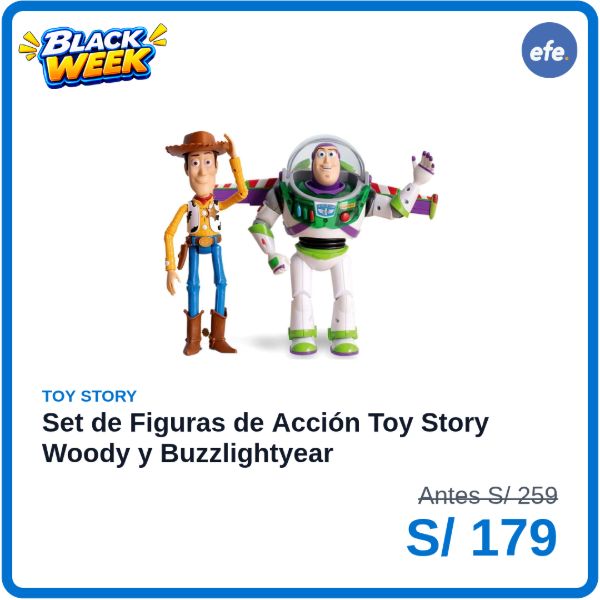 BLACK
WEEK
efe.
TOY STORY
Set de Figuras de Acción Toy Story
Woody y Buzzlightyear
Antes S/ 259
S/ 179